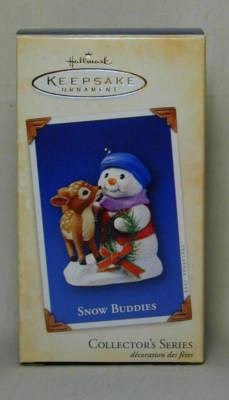 Hallmark
KEEPSAKE
ORNAMENT
SNOW BUDDIES
COLLECTOR'S SERIES
décoration des fêtes